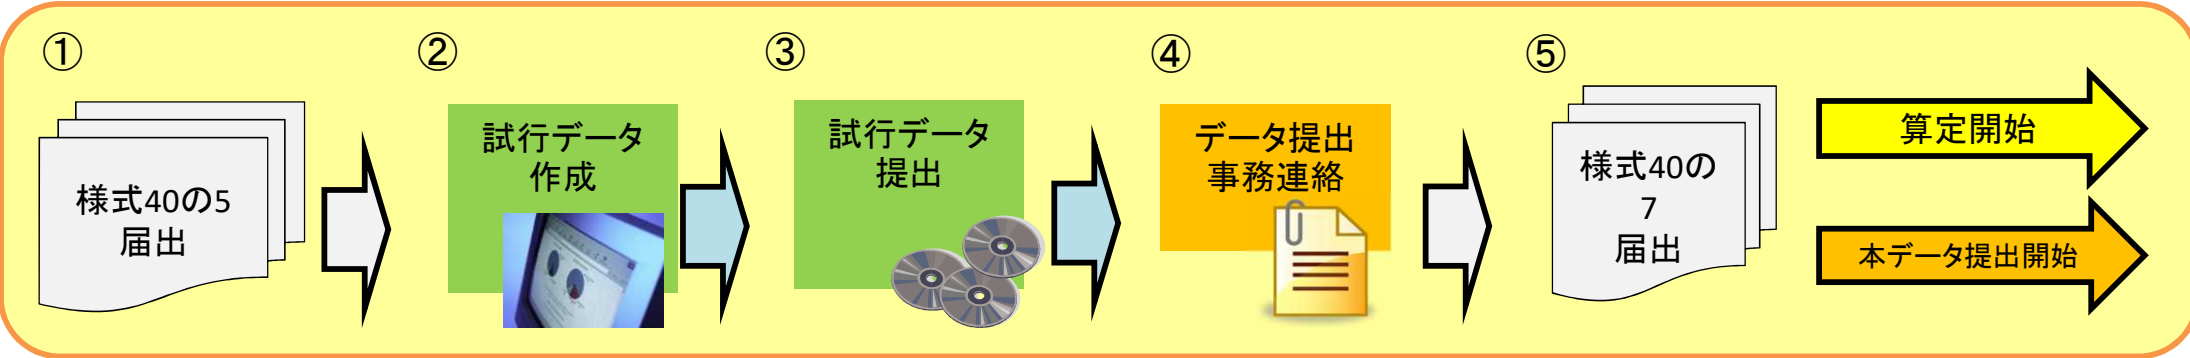 ①
様式40の5
届出
②
試行データ
作成
③
試行データ
提出
④
データ提出
事務連絡
⑤
様式40の
7
届出
算定開始
本データ提出開始